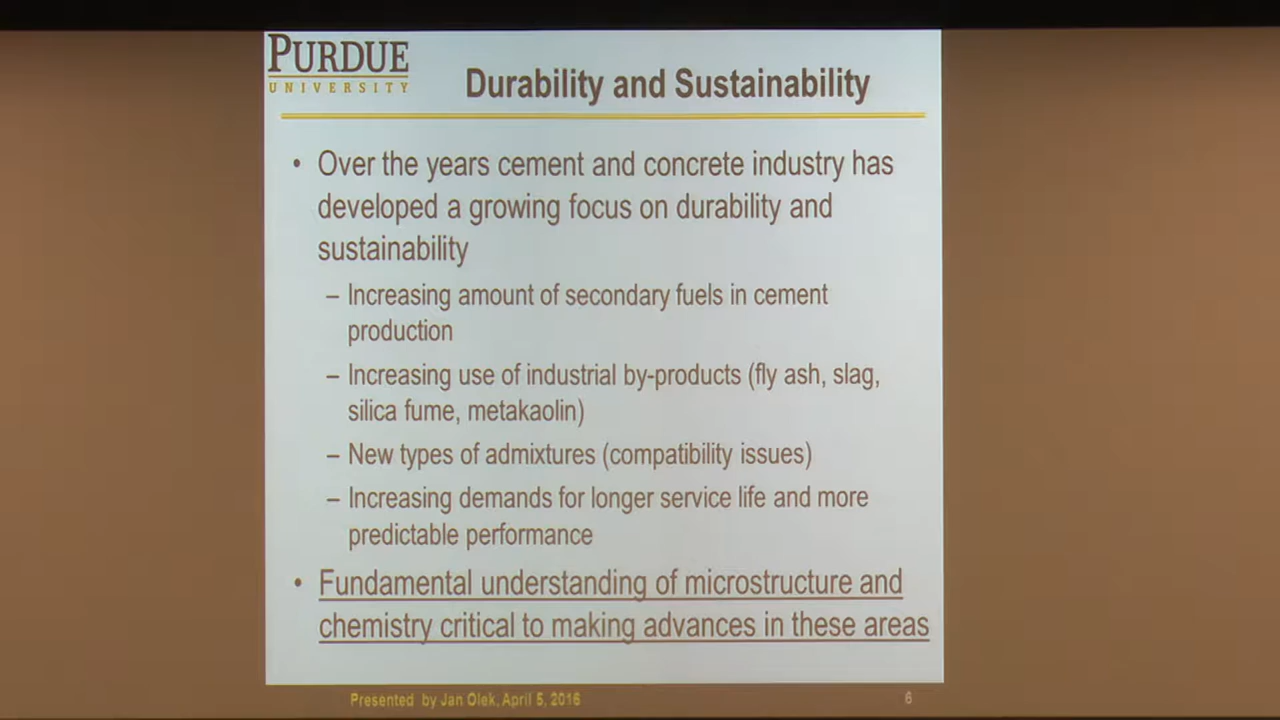 PURDUE
UNIVERSITY
Durability and Sustainability
• Over the years cement and concrete industry has
developed a growing focus on durability and
sustainability
– Increasing amount of secondary fuels in cement
production
– Increasing use of industrial by-products (fly ash, slag,
silica fume, metakaolin)
– New types of admixtures (compatibility issues)
– Increasing demands for longer service life and more
predictable performance
• Fundamental understanding of microstructure and
chemistry critical to making advances in these areas
Presented by Jan Olek, April 5, 2016
6